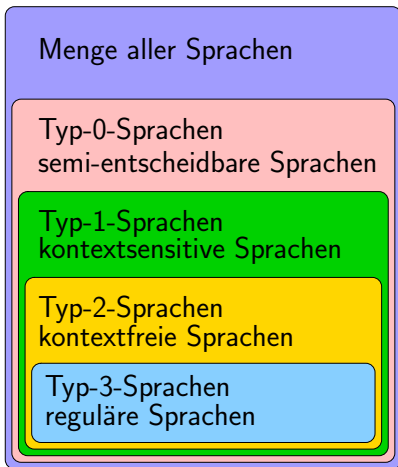 Menge aller Sprachen
Typ-0-Sprachen
semi-entscheidbare Sprachen
Typ-1-Sprachen
kontextsensitive Sprachen
Typ-2-Sprachen
kontextfreie Sprachen
Typ-3-Sprachen
reguläre Sprachen